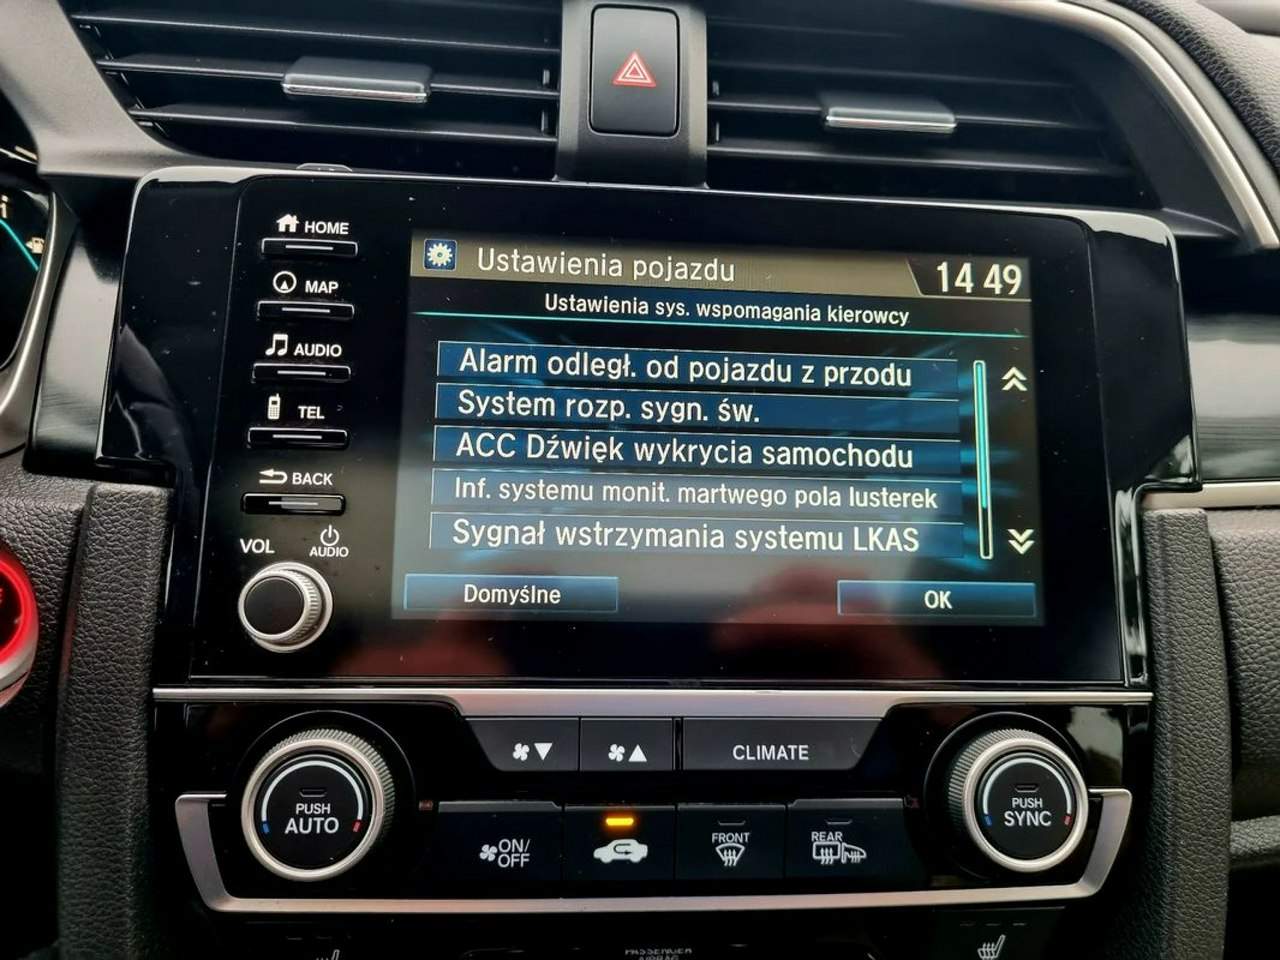 HOME
MAP
AUDIO
TEL
BACK
VOL
AUDIO
Ustawienia pojazdu
14 49
Ustawienia sys. wspomagania kierowcy
Alarm odległ. od pojazdu z przodu
System rozp. sygn. św.
ACC Dźwięk wykrycia samochodu
Inf. systemu monit. martwego pola lusterek
Sygnał wstrzymania systemu LKAS
Domyślne
OK
CLIMATE
PUSH
AUTO
ON/
OFF
FRONT
REAR
PUSH
SYNC
PASSENGER
AIRBAG